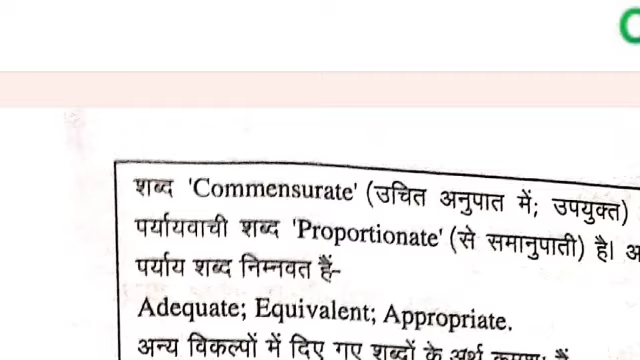 शब्द 'Commensurate' (उचित अनुपात में; उपयुक्त)
पर्यायवाची शब्द 'Proportionate' (से समानुपाती) है।
पर्याय शब्द निम्नवत हैं-
Adequate; Equivalent; Appropriate.
अन्य विकल्पों में दिए गए शब्दों के अर्थ क्रमशः हैं